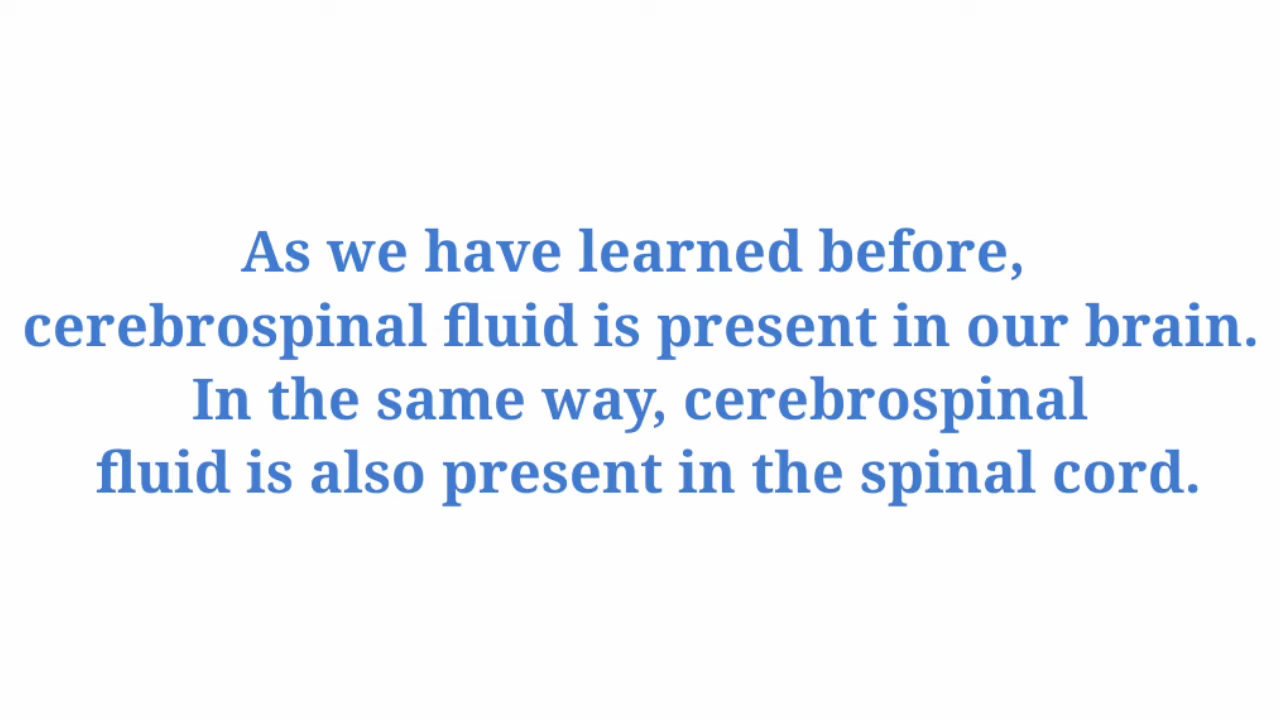 As we have learned before,
cerebrospinal fluid is present in our brain.
In the same way, cerebrospinal
fluid is also present in the spinal cord.